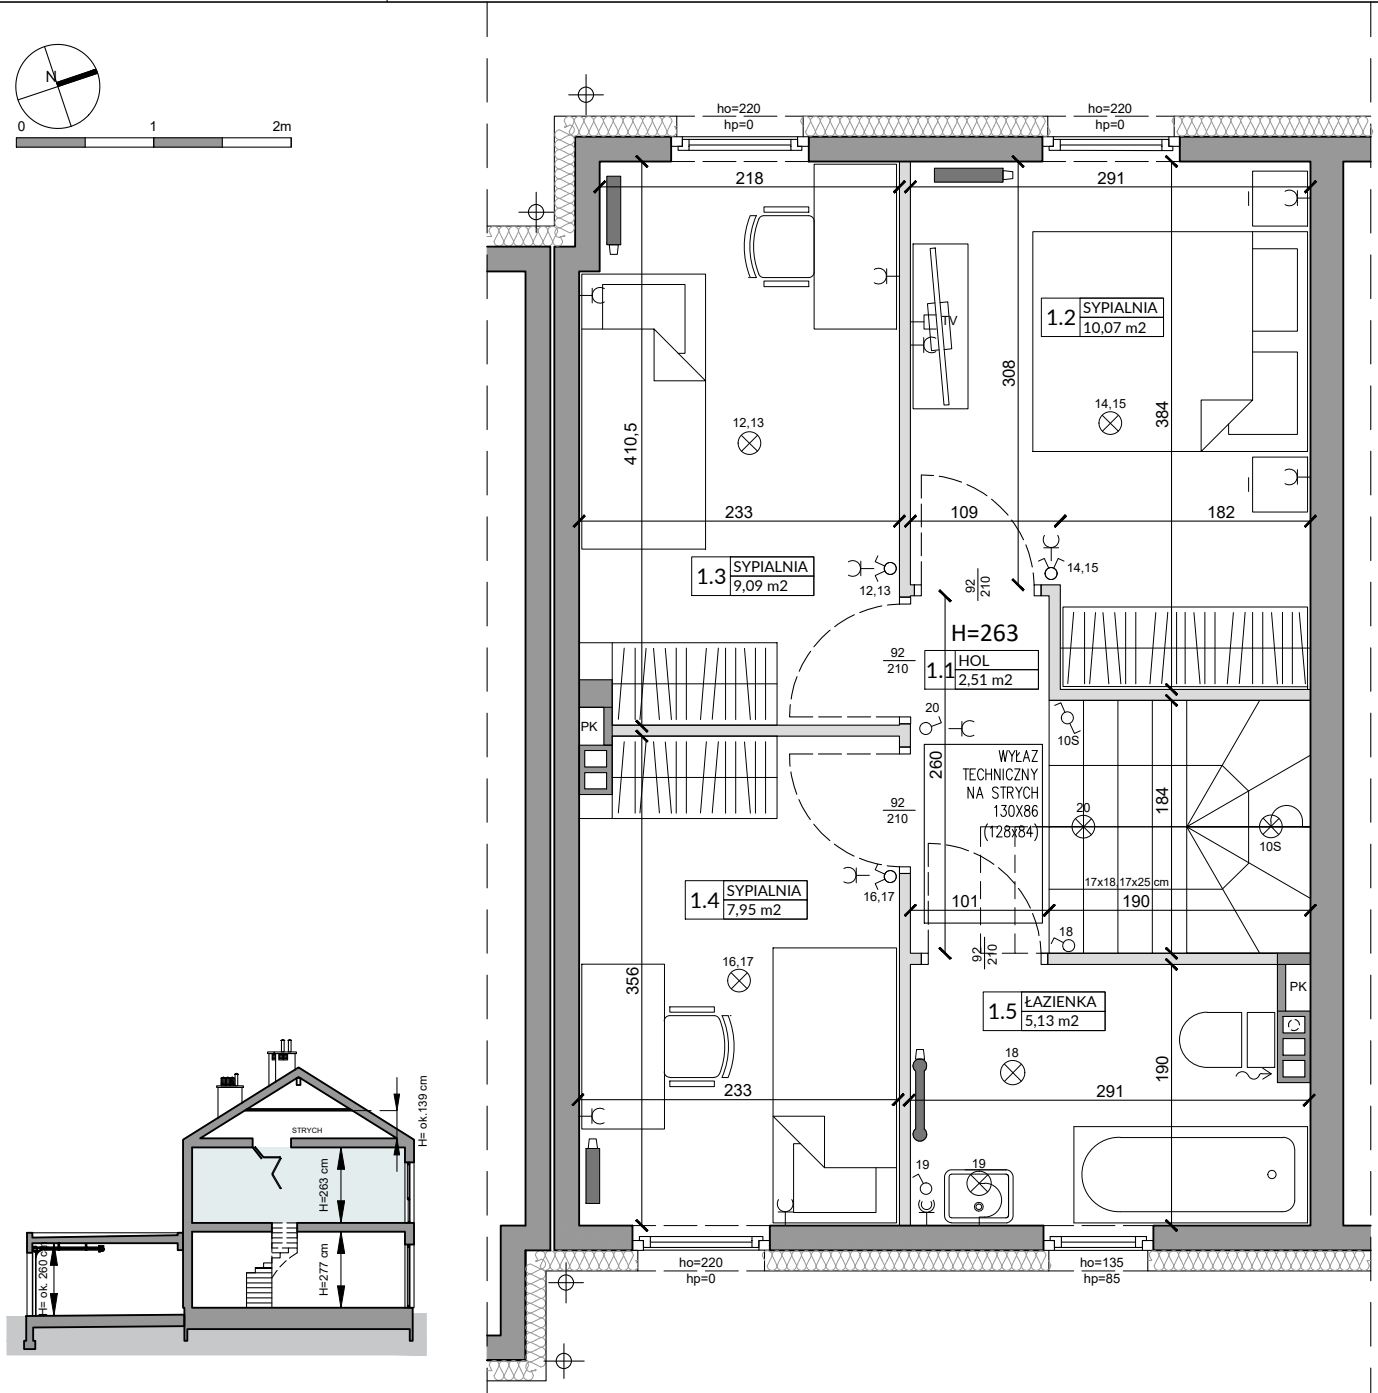 N
0 1 2m
ho=220
hp=0
ho=220
hp=0
218
291
1.2 SYPIALNIA
10,07 m2
TV
308
384
14,15
12,13
410,5
233
109
182
1.3 SYPIALNIA
9,09 m2
12,13
14,15
92
210
H=263
92
210
1.1 HOL
2,51 m2
PK
20
10S
260
WYŁAZ
TECHNICZNY
NA STRYCH
130X86
(128x84)
184
20
10S
92
210
17x18,17x25 cm
16,17
1.4 SYPIALNIA
7,95 m2
101
190
18
92
210
16,17
356
PK
1.5 ŁAZIENKA
5,13 m2
18
190
233
291
19
19
ho=220
hp=0
ho=135
hp=85
STRYCH
H= ok.139 cm
H=263 cm
H=277 cm
H= ok. 260 cm